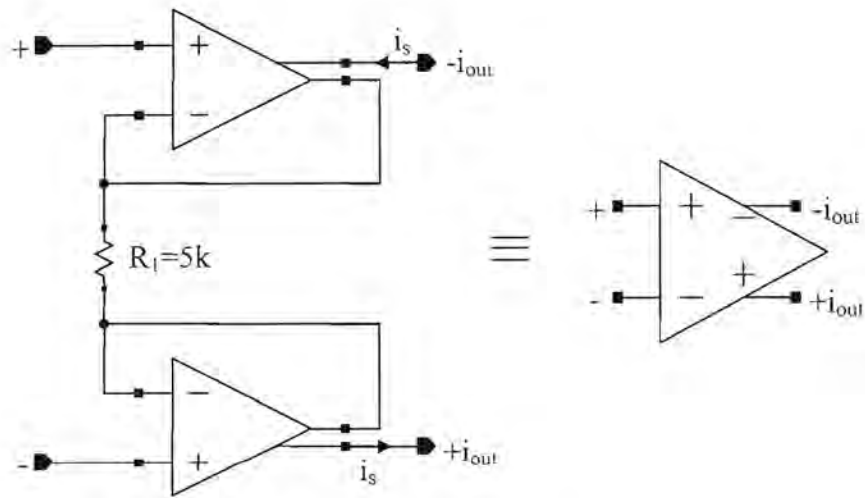 +
+
−
i_s
-i_out
R_1=5k
−
+
-
i_s
+i_out
≡
+
+
−
-i_out
-
−
+
+i_out